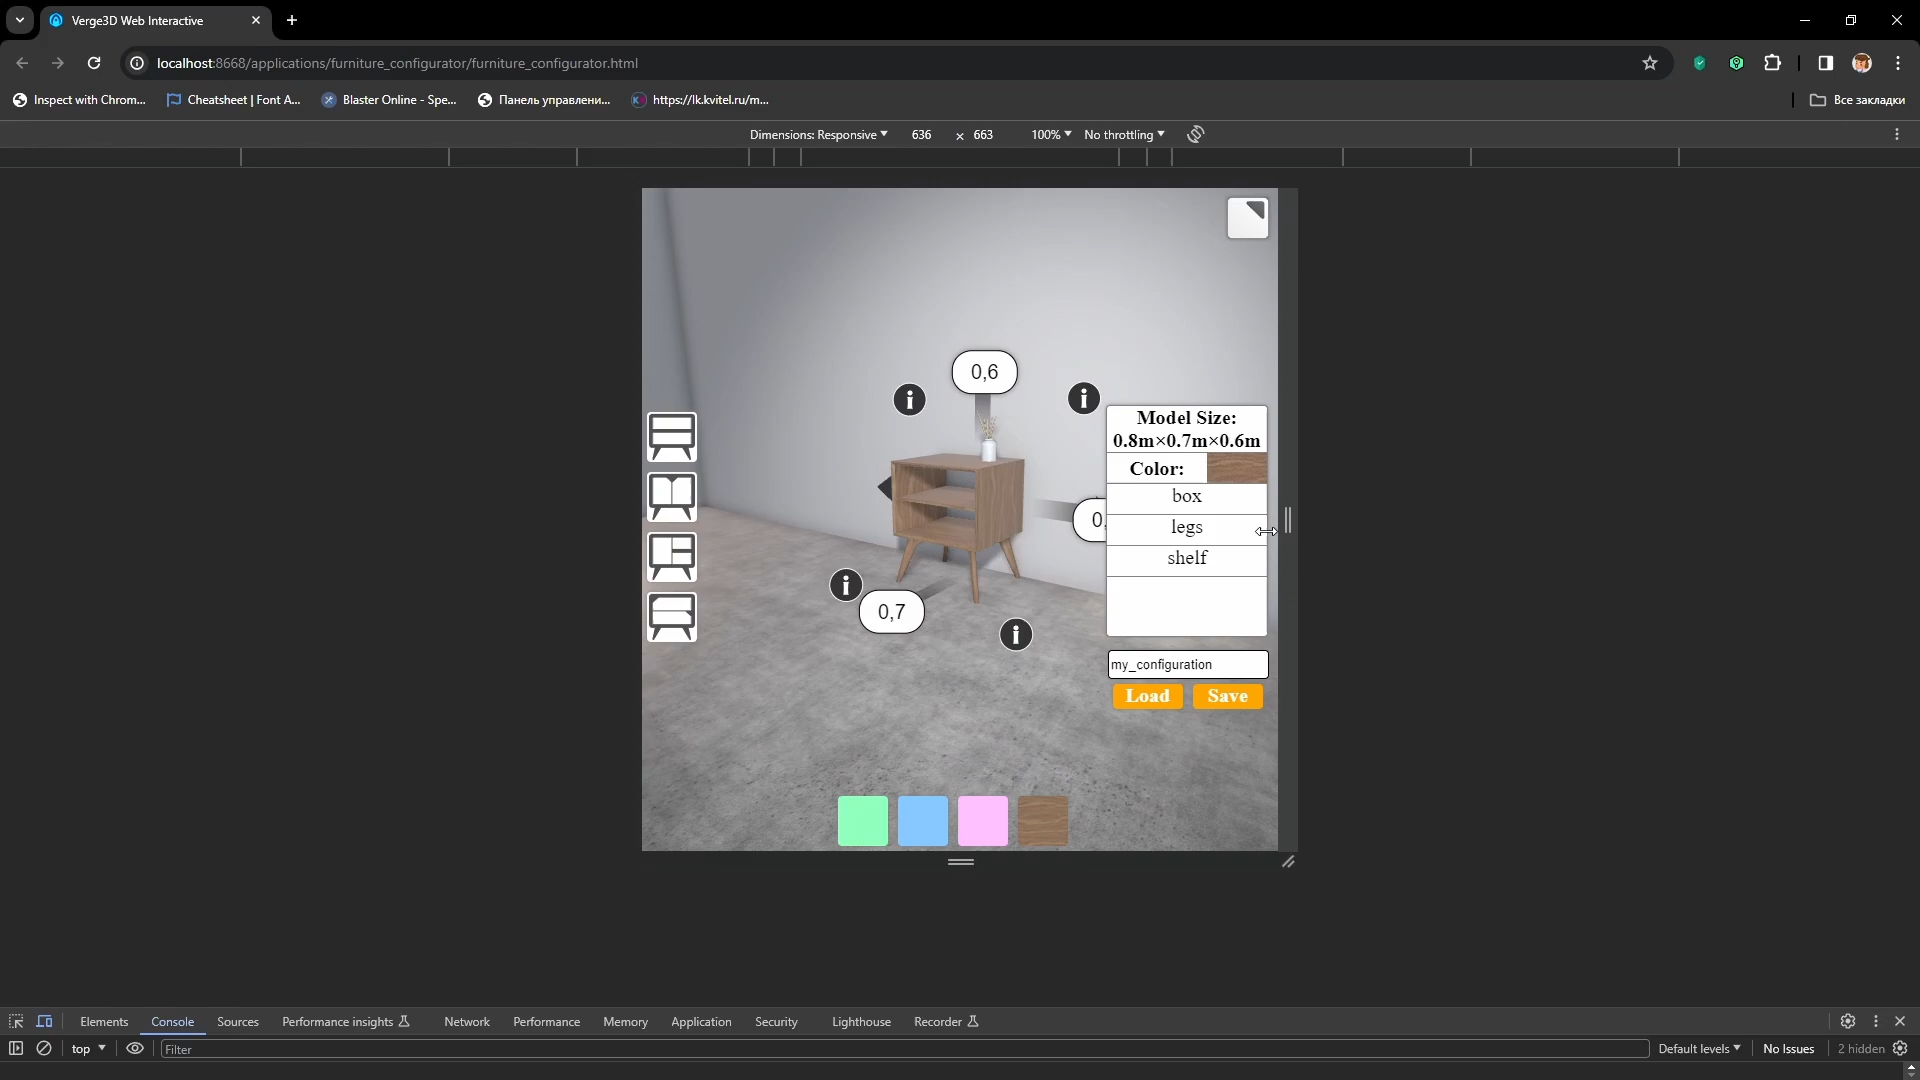 Verge3D Web Interactive
localhost:8668/applications/furniture_configurator/furniture_configurator.html
Inspect with Chrom...
Cheatsheet | Font A...
Blaster Online - Spe...
Панель управлени...
https://lk.kvitel.ru/m...
Все закладки
Dimensions: Responsive 636 × 663 100% No throttling
0,6
Model Size:
0.8m×0.7m×0.6m
Color:
box
legs
shelf
0,
0,7
my_configuration
Load Save
Elements Console Sources Performance insights Network Performance Memory Application Security Lighthouse Recorder
top Filter Default levels No Issues 2 hidden